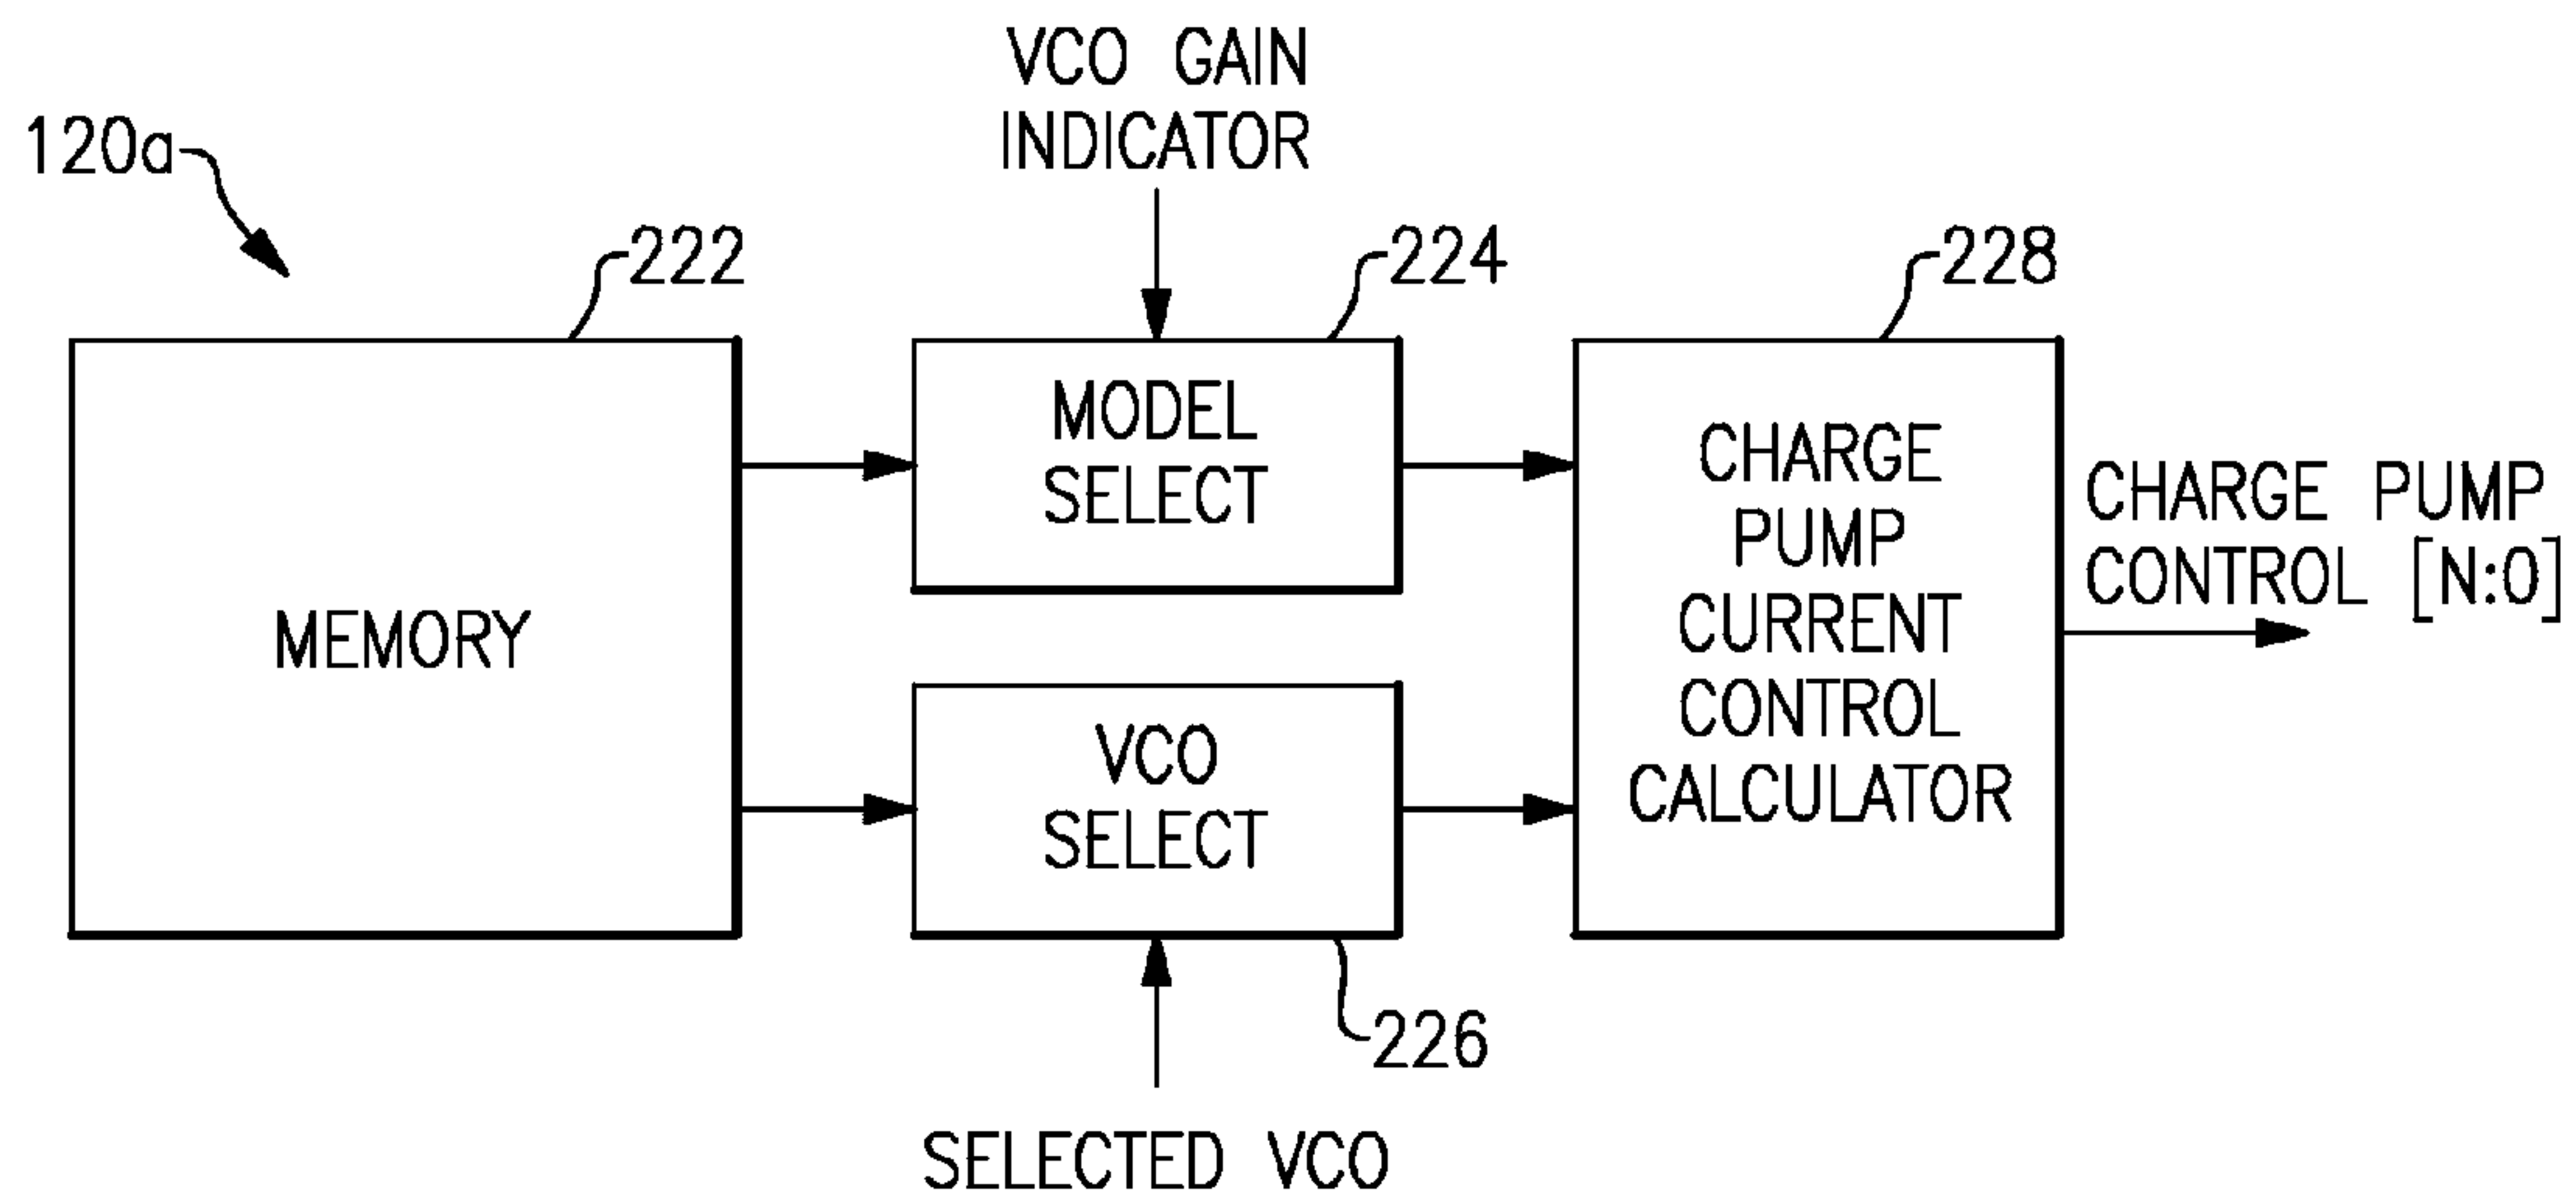 VCO GAIN
INDICATOR
120a
222
224
228
MEMORY
MODEL
SELECT
VCO
SELECT
CHARGE
PUMP
CURRENT
CONTROL
CALCULATOR
CHARGE PUMP
CONTROL [N:0]
226
SELECTED VCO